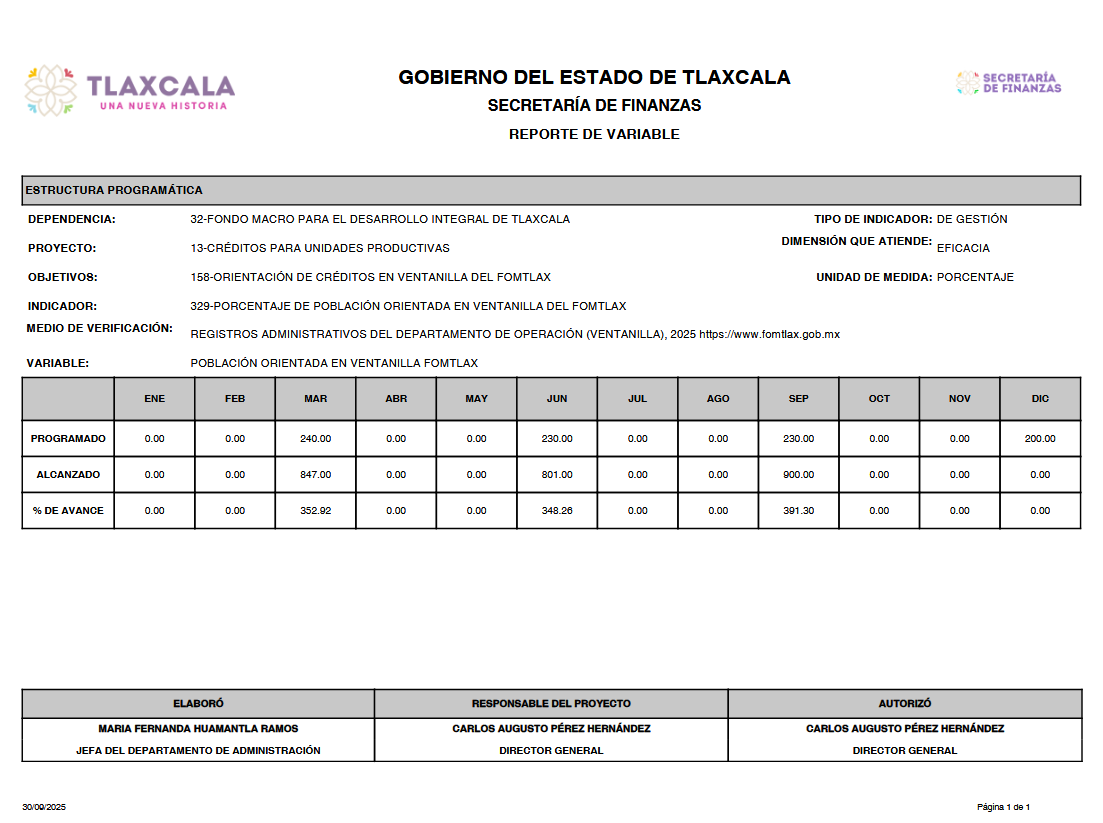 TLAXCALA
UNA NUEVA HISTORIA
GOBIERNO DEL ESTADO DE TLAXCALA
SECRETARÍA DE FINANZAS
REPORTE DE VARIABLE
SECRETARÍA
DE FINANZAS
ESTRUCTURA PROGRAMÁTICA
DEPENDENCIA: 32-FONDO MACRO PARA EL DESARROLLO INTEGRAL DE TLAXCALA TIPO DE INDICADOR: DE GESTIÓN
PROYECTO: 13-CRÉDITOS PARA UNIDADES PRODUCTIVAS DIMENSIÓN QUE ATIENDE: EFICACIA
OBJETIVOS: 158-ORIENTACIÓN DE CRÉDITOS EN VENTANILLA DEL FOMTLAX UNIDAD DE MEDIDA: PORCENTAJE
INDICADOR: 329-PORCENTAJE DE POBLACIÓN ORIENTADA EN VENTANILLA DEL FOMTLAX
MEDIO DE VERIFICACIÓN: REGISTROS ADMINISTRATIVOS DEL DEPARTAMENTO DE OPERACIÓN (VENTANILLA), 2025 https://www.fomtlax.gob.mx
VARIABLE: POBLACIÓN ORIENTADA EN VENTANILLA FOMTLAX
ENE FEB MAR ABR MAY JUN JUL AGO SEP OCT NOV DIC
PROGRAMADO 0.00 0.00 240.00 0.00 0.00 230.00 0.00 0.00 230.00 0.00 0.00 200.00
ALCANZADO 0.00 0.00 847.00 0.00 0.00 801.00 0.00 0.00 900.00 0.00 0.00 0.00
% DE AVANCE 0.00 0.00 352.92 0.00 0.00 348.26 0.00 0.00 391.30 0.00 0.00 0.00
ELABORÓ RESPONSABLE DEL PROYECTO AUTORIZÓ
MARIA FERNANDA HUAMANTLA RAMOS CARLOS AUGUSTO PÉREZ HERNÁNDEZ CARLOS AUGUSTO PÉREZ HERNÁNDEZ
JEFA DEL DEPARTAMENTO DE ADMINISTRACIÓN DIRECTOR GENERAL DIRECTOR GENERAL
30/09/2025 Página 1 de 1